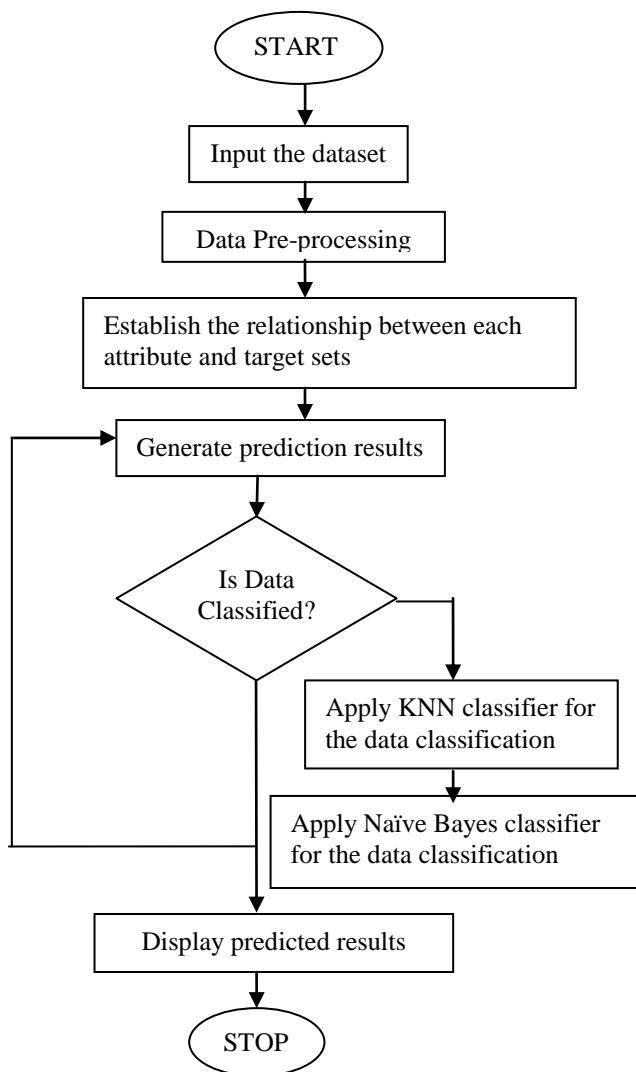 START
Input the dataset
Data Pre-processing
Establish the relationship between each
attribute and target sets
Generate prediction results
Is Data
Classified?
Apply KNN classifier for
the data classification
Apply Naïve Bayes classifier
for the data classification
Display predicted results
STOP